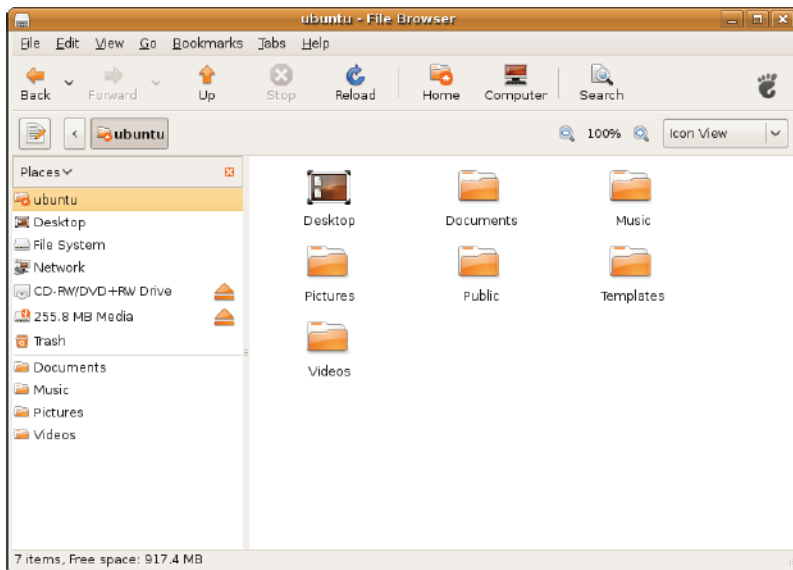 ubuntu - File Browser
File Edit View Go Bookmarks Tabs Help
Back Forward Up Stop Reload Home Computer Search
ubuntu 100% Icon View
Places
ubuntu
Desktop
File System
Network
CD-RW/DVD+RW Drive
255.8 MB Media
Trash
Documents
Music
Pictures
Videos
Desktop Documents Music
Pictures Public Templates
Videos
7 items, Free space: 917.4 MB